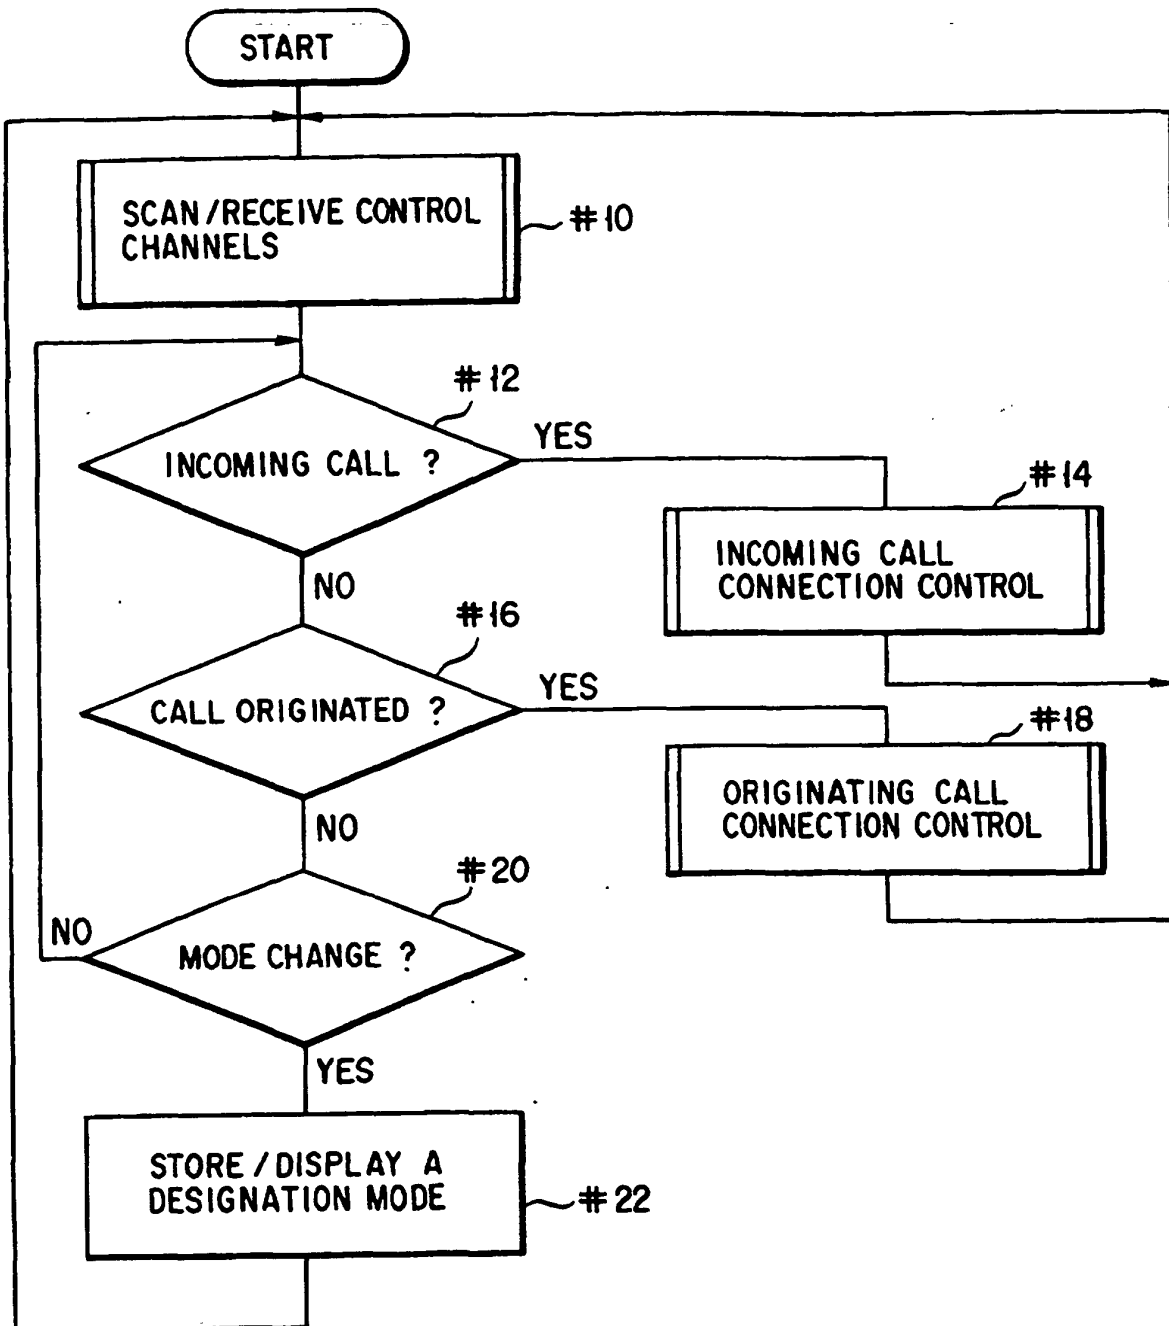 START
SCAN/RECEIVE CONTROL
CHANNELS
#10
#12
INCOMING CALL ?
YES
NO
#14
INCOMING CALL
CONNECTION CONTROL
#16
CALL ORIGINATED ?
YES
NO
#18
ORIGINATING CALL
CONNECTION CONTROL
#20
MODE CHANGE ?
NO
YES
STORE/DISPLAY A
DESIGNATION MODE
#22